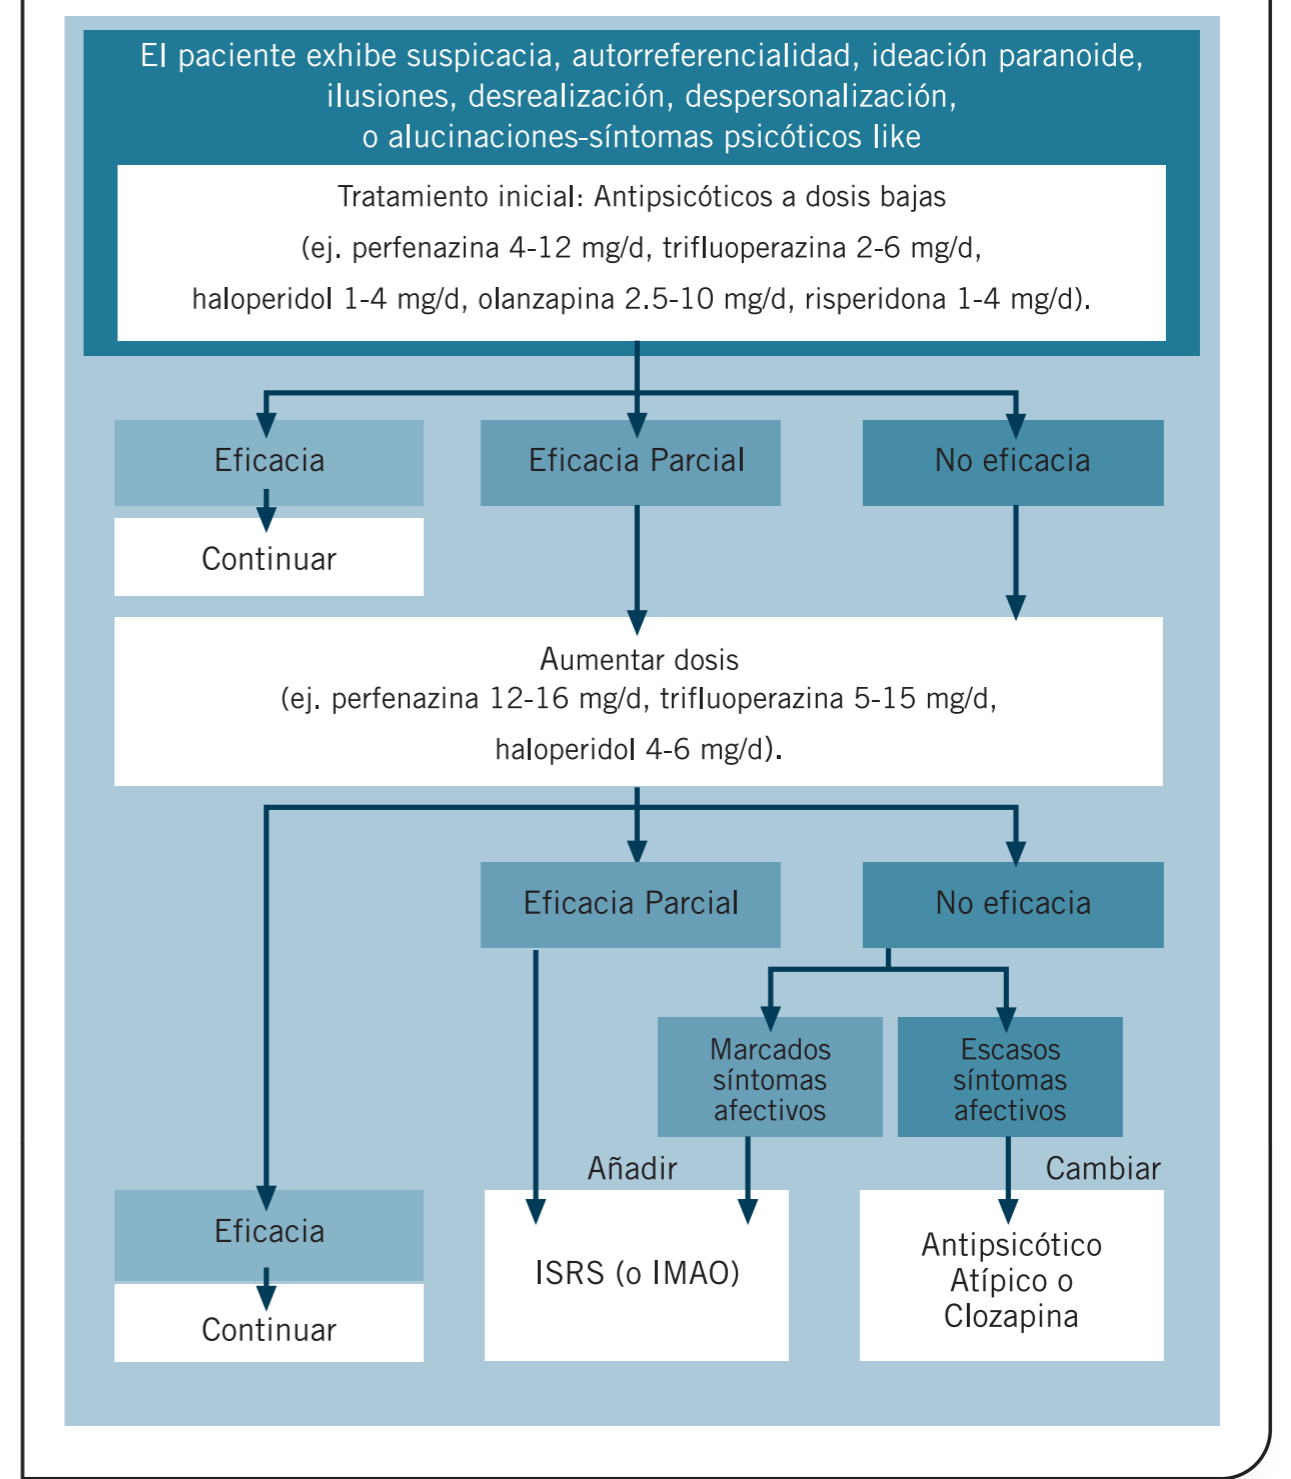 El paciente exhibe suspicacia, autorreferencialidad, ideación paranoide,
ilusiones, desrealización, despersonalización,
o alucinaciones-síntomas psicóticos like
Tratamiento inicial: Antipsicóticos a dosis bajas
(ej. perfenazina 4-12 mg/d, trifluoperazina 2-6 mg/d,
haloperidol 1-4 mg/d, olanzapina 2.5-10 mg/d, risperidona 1-4 mg/d).
Eficacia
Eficacia Parcial
No eficacia
Continuar
Aumentar dosis
(ej. perfenazina 12-16 mg/d, trifluoperazina 5-15 mg/d,
haloperidol 4-6 mg/d).
Eficacia Parcial
No eficacia
Marcados
síntomas
afectivos
Escasos
síntomas
afectivos
Añadir
Cambiar
Eficacia
Continuar
ISRS (o IMAO)
Antipsicótico
Atípico o
Clozapina